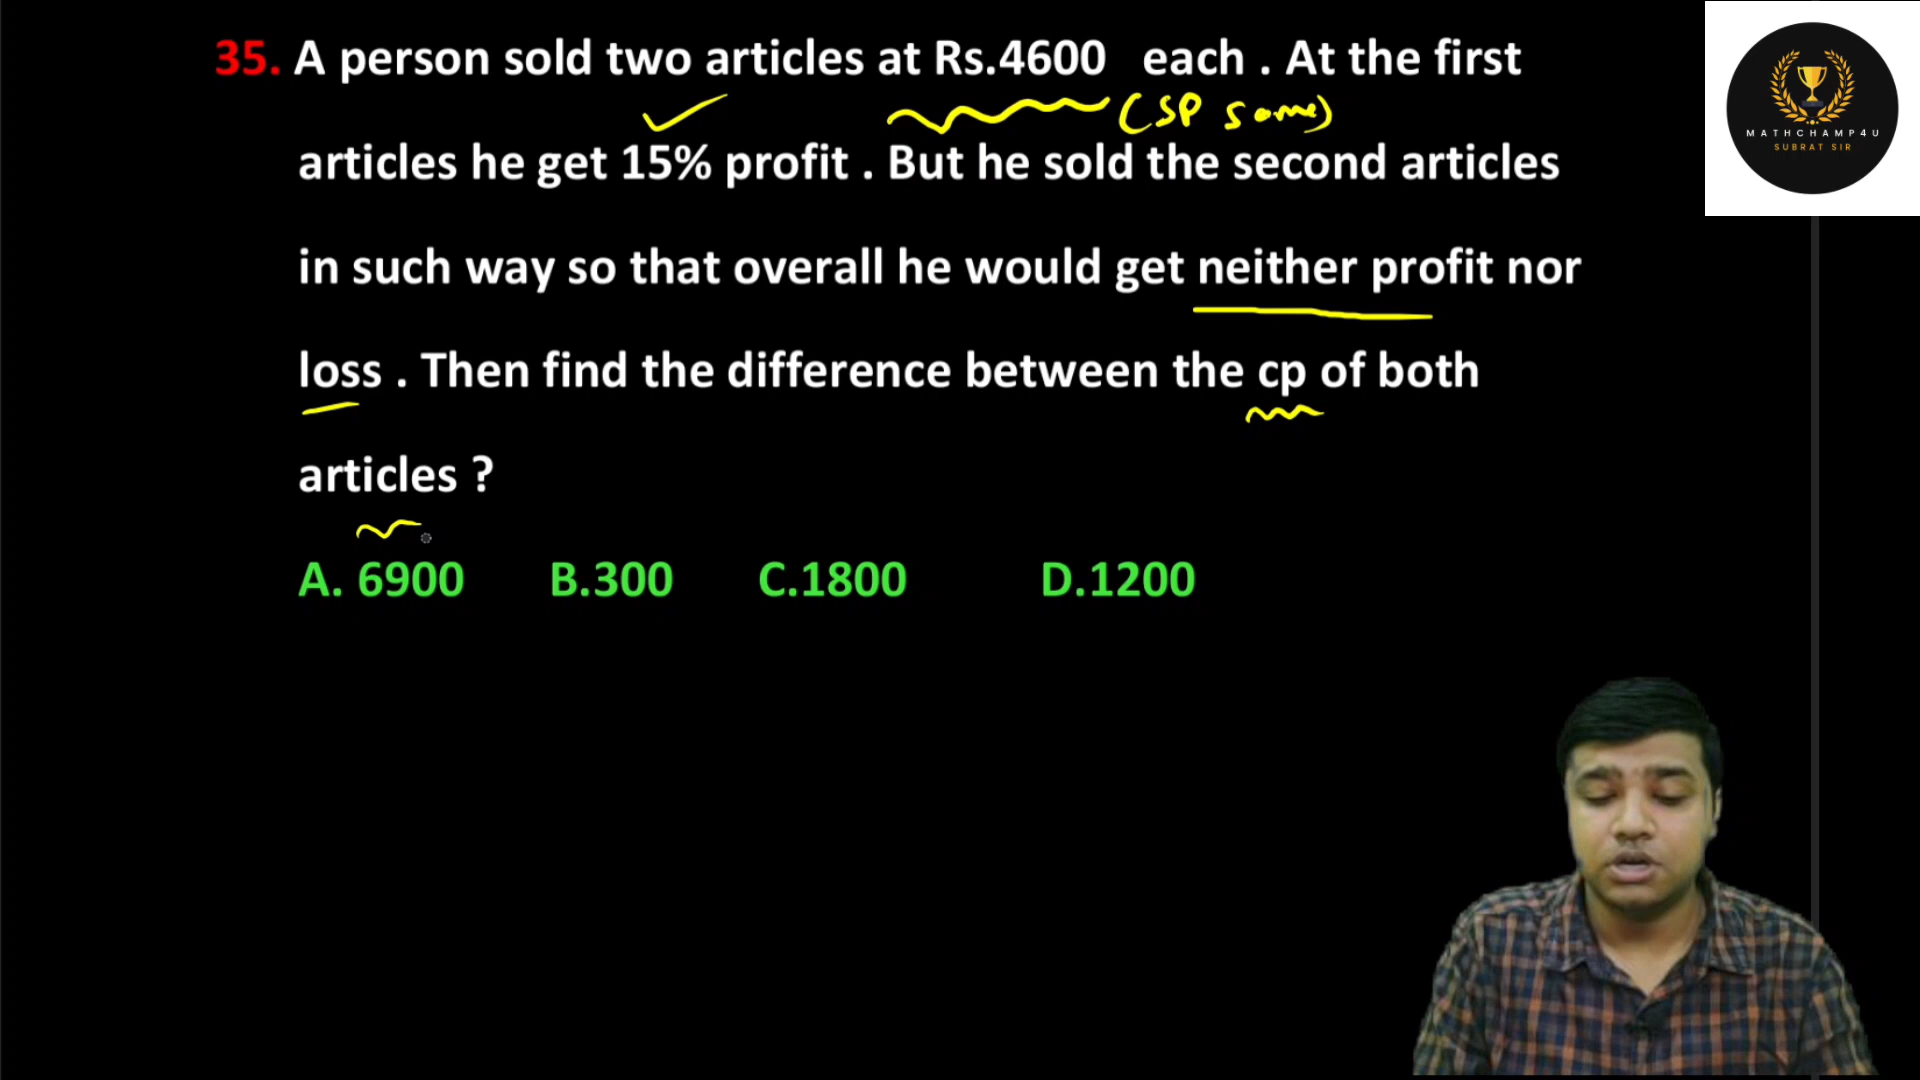 35. A person sold two articles at Rs.4600 each . At the first
(SP Same)
articles he get 15% profit . But he sold the second articles
in such way so that overall he would get neither profit nor
loss . Then find the difference between the cp of both
articles ?
A. 6900 B.300 C.1800 D.1200
MATHCHAMP4U
SUBRAT SIR